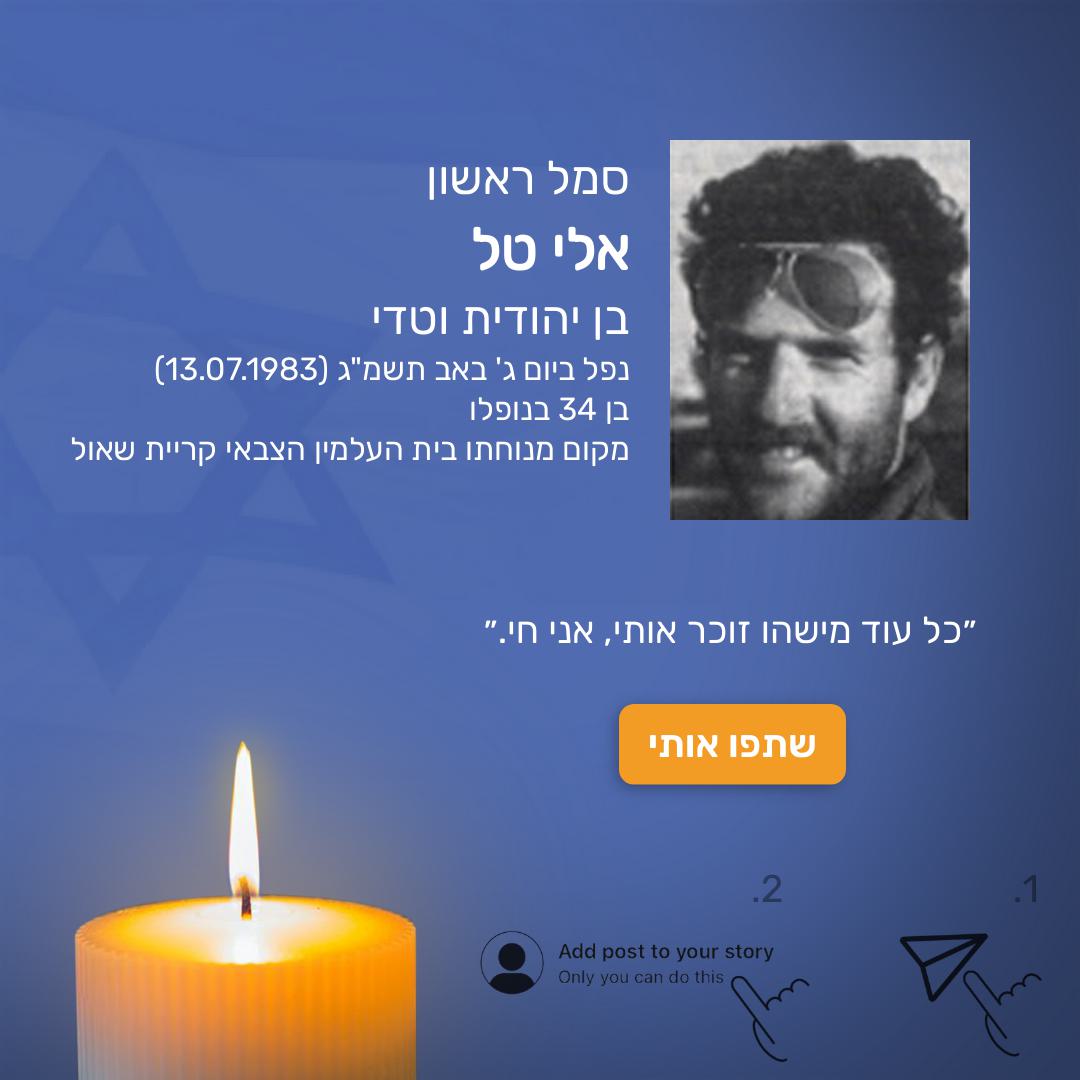 סמל ראשון
אלי טל
בן יהודית וטדי
נפל ביום ג' באב תשמ"ג (13.07.1983)
בן 34 בנופלו
מקום מנוחתו בית העלמין הצבאי קריית שאול
״כל עוד מישהו זוכר אותי, אני חי.״
שתפו אותי
.1
.2
Add post to your story
Only you can do this